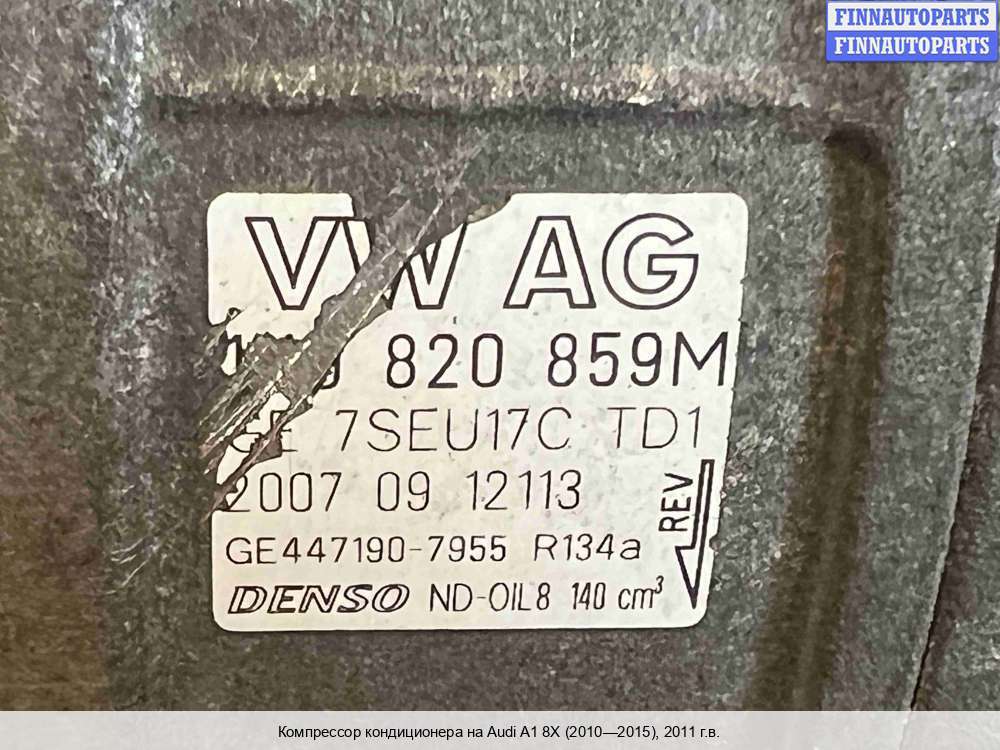 FINNAUTOPARTS
FINNAUTOPARTS
VW AG
820 859M
7SEU17C TD1
2007 09 12113
REV
GE447190-7955 R134a
DENSO ND-OIL8 140 cm³
Компрессор кондиционера на Audi A1 8X (2010—2015), 2011 г.в.